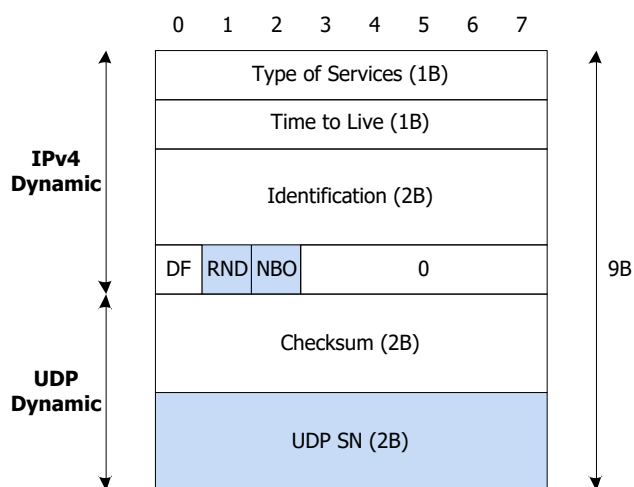 0 1 2 3 4 5 6 7
Type of Services (1B)
Time to Live (1B)
IPv4
Dynamic
Identification (2B)
DF RND NBO 0
9B
Checksum (2B)
UDP
Dynamic
UDP SN (2B)